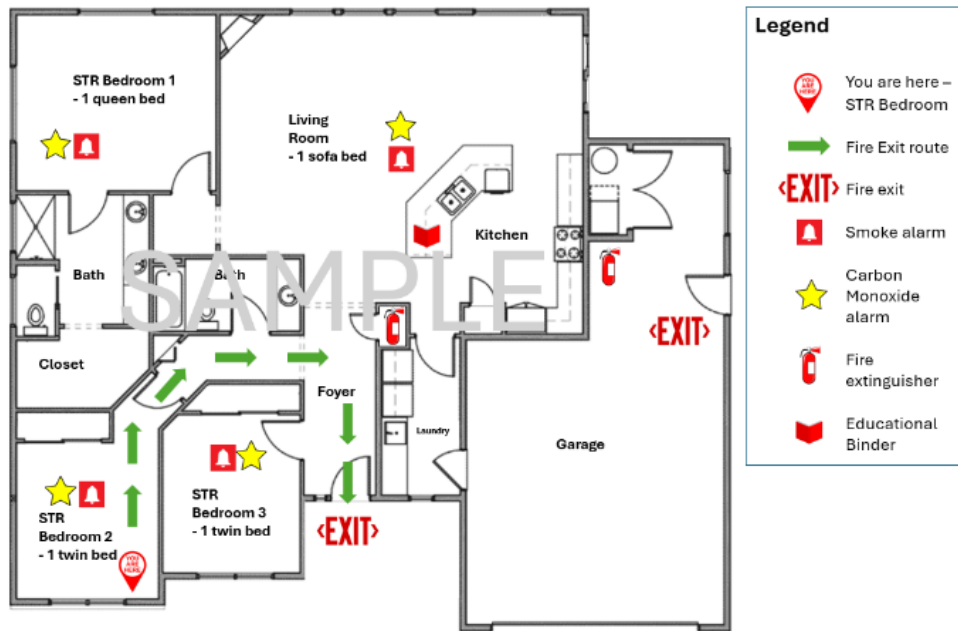 STR Bedroom 1
- 1 queen bed
Living
Room
- 1 sofa bed
Kitchen
Bath
Bath
SAMPLE
Closet
Foyer
Laundry
Garage
STR
Bedroom 2
- 1 twin bed
STR
Bedroom 3
- 1 twin bed
YOU
ARE
HERE
‹EXIT›
‹EXIT›
Legend
YOU
ARE
HERE
You are here –
STR Bedroom
Fire Exit route
‹EXIT›
Fire exit
Smoke alarm
Carbon
Monoxide
alarm
Fire
extinguisher
Educational
Binder